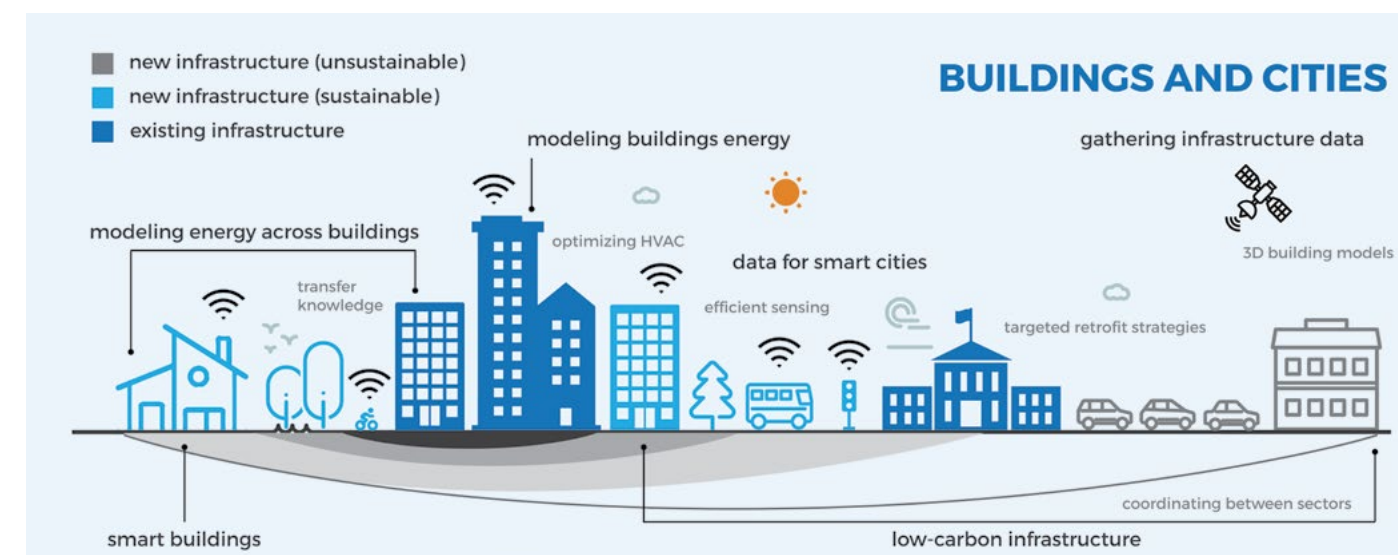 new infrastructure (unsustainable)
new infrastructure (sustainable)
existing infrastructure
BUILDINGS AND CITIES
modeling buildings energy
gathering infrastructure data
modeling energy across buildings
optimizing HVAC
3D building models
data for smart cities
transfer
knowledge
efficient sensing
targeted retrofit strategies
coordinating between sectors
smart buildings
low-carbon infrastructure